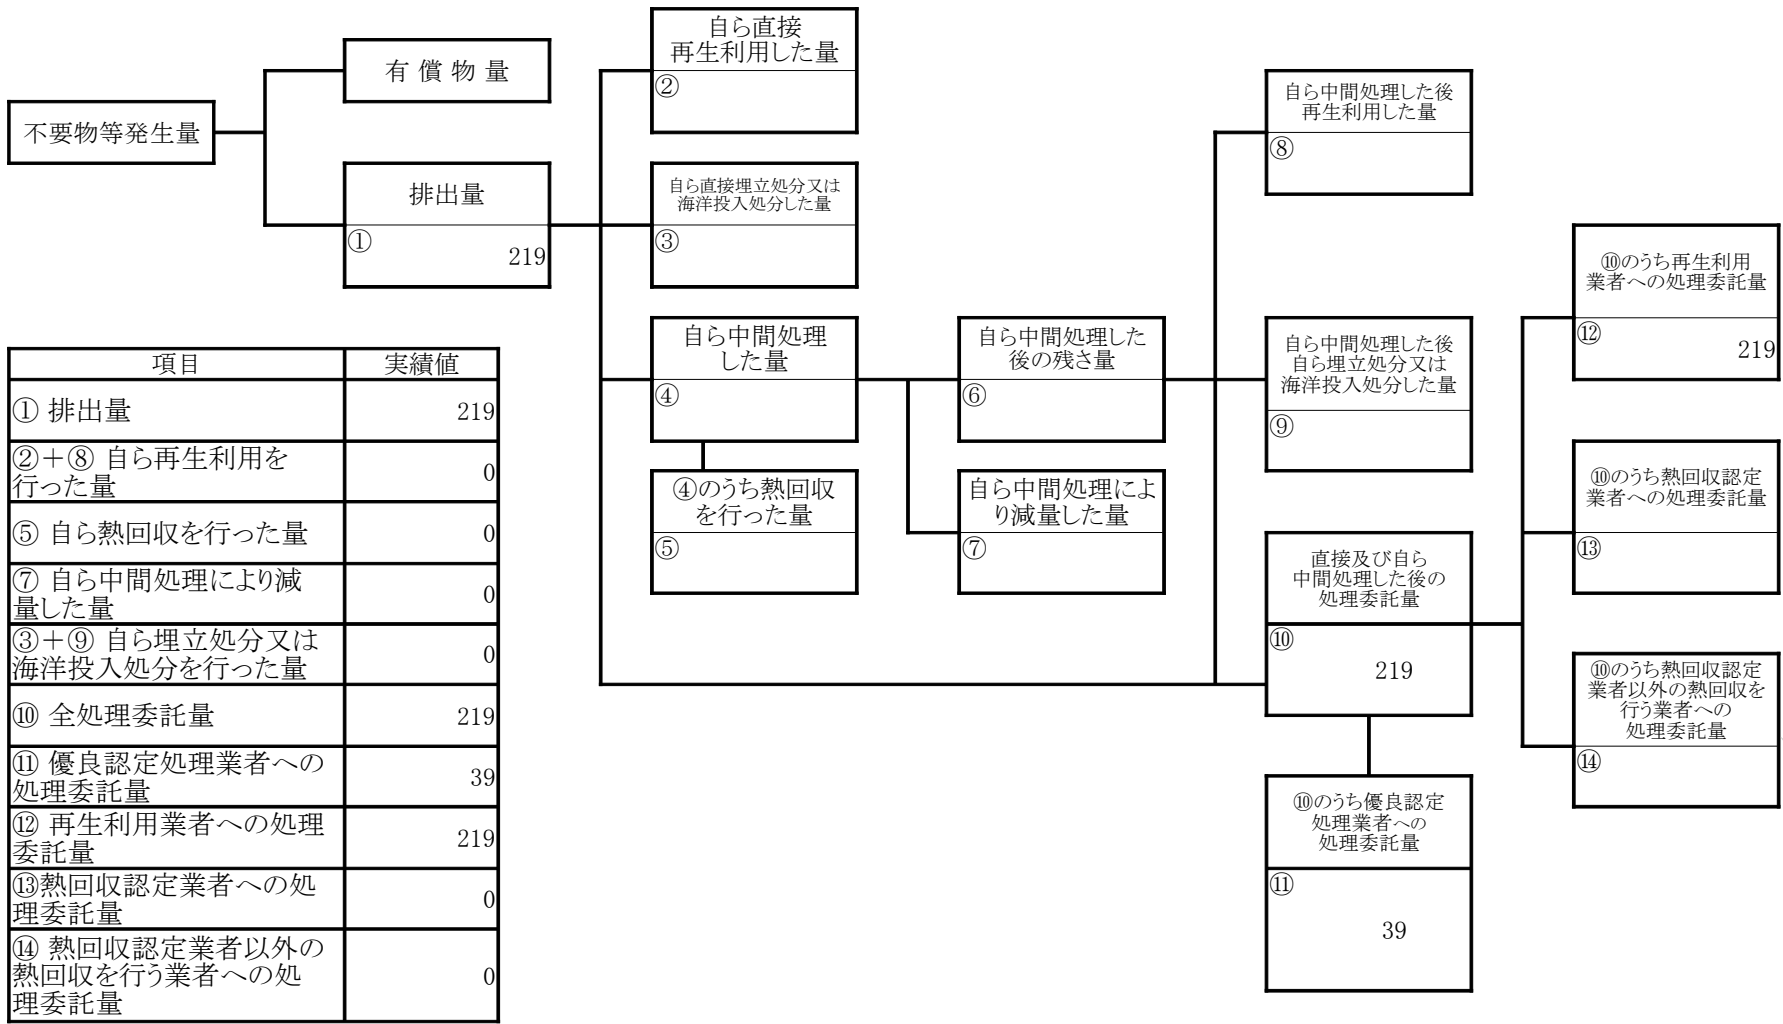 不要物等発生量
有償物量
排出量
①
219
自ら直接
再生利用した量
②
自ら直接埋立処分又は
海洋投入処分した量
③
自ら中間処理
した量
④
④のうち熱回収
を行った量
⑤
自ら中間処理した
後の残さ量
⑥
自ら中間処理によ
り減量した量
⑦
自ら中間処理した後
再生利用した量
⑧
自ら中間処理した後
自ら埋立処分又は
海洋投入処分した量
⑨
直接及び自ら
中間処理した後の
処理委託量
⑩
219
⑩のうち優良認定
処理業者への
処理委託量
⑪
39
⑩のうち再生利用
業者への処理委託量
⑫
219
⑩のうち熱回収認定
業者への処理委託量
⑬
⑩のうち熱回収認定
業者以外の熱回収を
行う業者への
処理委託量
⑭
項目 実績値
① 排出量 219
②＋⑧ 自ら再生利用を
行った量 0
⑤ 自ら熱回収を行った量 0
⑦ 自ら中間処理により減
量した量 0
③＋⑨ 自ら埋立処分又は
海洋投入処分を行った量 0
⑩ 全処理委託量 219
⑪ 優良認定処理業者への
処理委託量 39
⑫ 再生利用業者への処理
委託量 219
⑬熱回収認定業者への処
理委託量 0
⑭ 熱回収認定業者以外の
熱回収を行う業者への処
理委託量 0